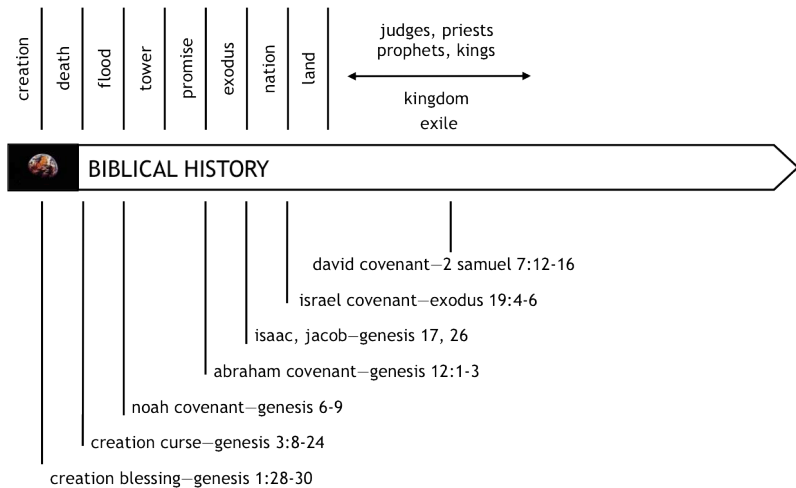 creation
death
flood
tower
promise
exodus
nation
land
judges, priests
prophets, kings
kingdom
exile
BIBLICAL HISTORY
david covenant—2 samuel 7:12-16
israel covenant—exodus 19:4-6
isaac, jacob—genesis 17, 26
abraham covenant—genesis 12:1-3
noah covenant—genesis 6-9
creation curse—genesis 3:8-24
creation blessing—genesis 1:28-30